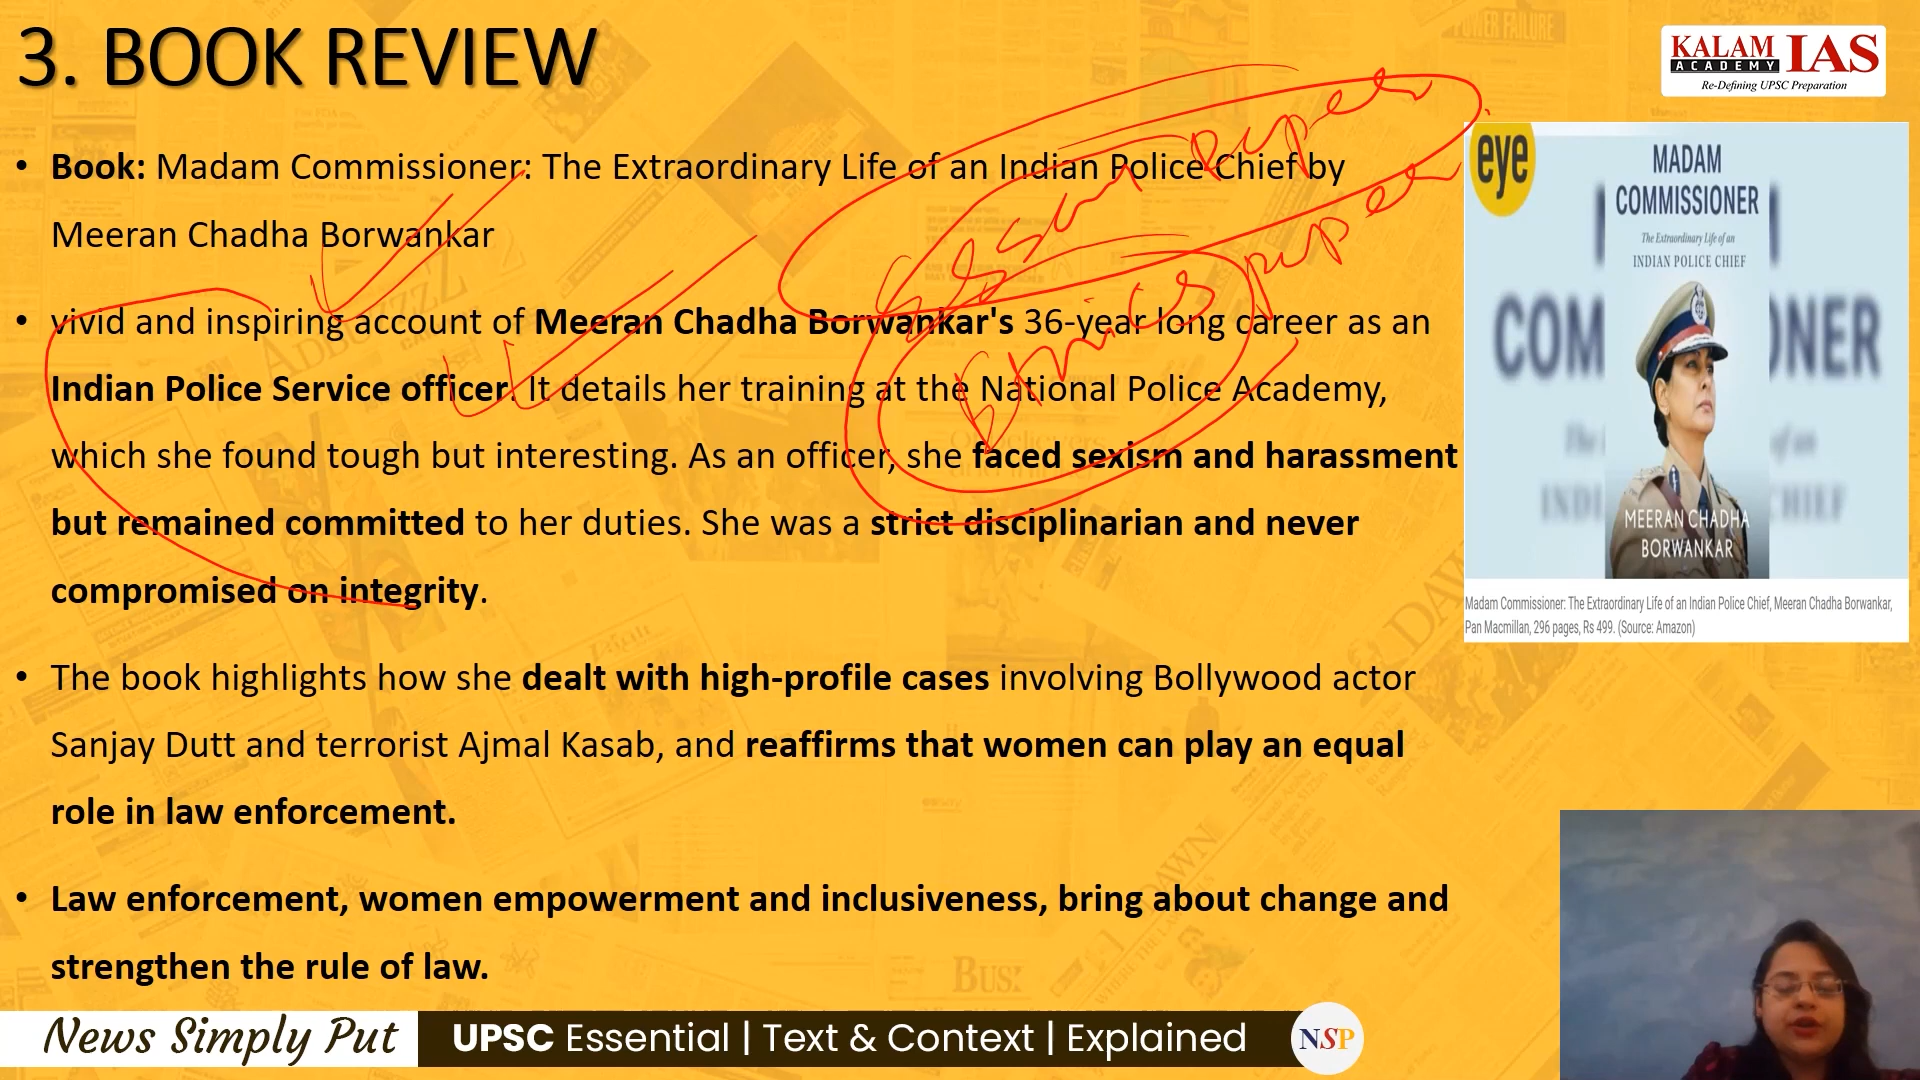 3. BOOK REVIEW
KALAM
ACADEMY
IAS
Re-Defining UPSC Preparation
• Book: Madam Commissioner: The Extraordinary Life of an Indian Police Chief by
Meeran Chadha Borwankar
• vivid and inspiring account of Meeran Chadha Borwankar's 36-year long career as an
Indian Police Service officer. It details her training at the National Police Academy,
which she found tough but interesting. As an officer, she faced sexism and harassment
but remained committed to her duties. She was a strict disciplinarian and never
compromised on integrity.
• The book highlights how she dealt with high-profile cases involving Bollywood actor
Sanjay Dutt and terrorist Ajmal Kasab, and reaffirms that women can play an equal
role in law enforcement.
• Law enforcement, women empowerment and inclusiveness, bring about change and
strengthen the rule of law.
paper
Ethics paper
eye
MADAM
COMMISSIONER
The Extraordinary Life of an
INDIAN POLICE CHIEF
MEERAN CHADHA
BORWANKAR
Madam Commissioner: The Extraordinary Life of an Indian Police Chief, Meeran Chadha Borwankar,
Pan Macmillan, 296 pages, Rs 499. (Source: Amazon)
News Simply Put
UPSC Essential | Text & Context | Explained
NSP